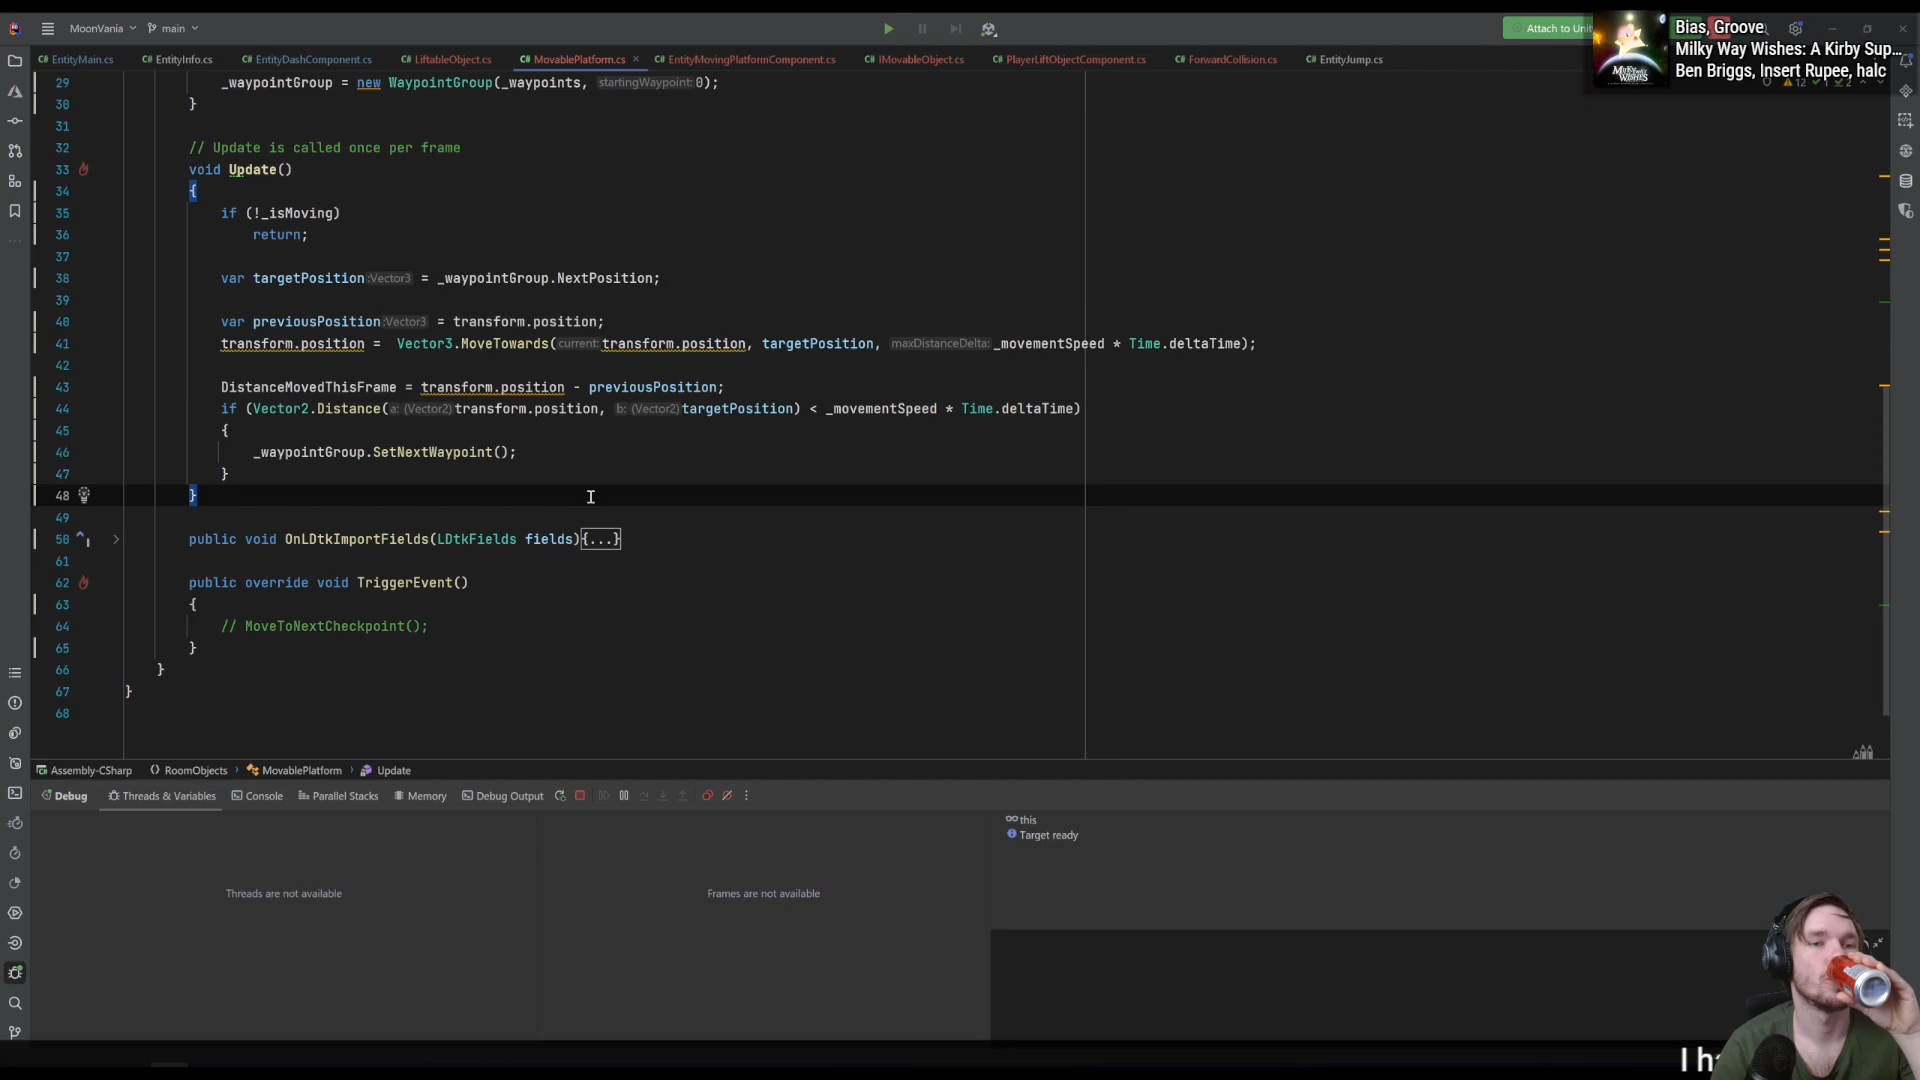 MoonVania
main
Attach to Unit
Bias, Groove
Milky Way Wishes: A Kirby Sup...
Ben Briggs, Insert Rupee, halc
EntityMain.cs
EntityInfo.cs
EntityDashComponent.cs
LiftableObject.cs
MovablePlatform.cs
EntityMovingPlatformComponent.cs
IMovableObject.cs
PlayerLiftObjectComponent.cs
ForwardCollision.cs
EntityJump.cs
12 1 2
29 _waypointGroup = new WaypointGroup(_waypoints, startingWaypoint: 0);
30 }
31
32 // Update is called once per frame
33 void Update()
34 {
35 if (!_isMoving)
36 return;
37
38 var targetPosition :Vector3 = _waypointGroup.NextPosition;
39
40 var previousPosition :Vector3 = transform.position;
41 transform.position =  Vector3.MoveTowards( current: transform.position, targetPosition, maxDistanceDelta: _movementSpeed * Time.deltaTime);
42
43 DistanceMovedThisFrame = transform.position - previousPosition;
44 if (Vector2.Distance( a: (Vector2) transform.position, b: (Vector2) targetPosition) < _movementSpeed * Time.deltaTime)
45 {
46 _waypointGroup.SetNextWaypoint();
47 }
48 }
49
50 public void OnLDtkImportFields(LDtkFields fields){...}
61
62 public override void TriggerEvent()
63 {
64 // MoveToNextCheckpoint();
65 }
66 }
67 }
68
Assembly-CSharp RoomObjects MovablePlatform Update
Debug Threads & Variables Console Parallel Stacks Memory Debug Output
this
Target ready
Threads are not available
Frames are not available